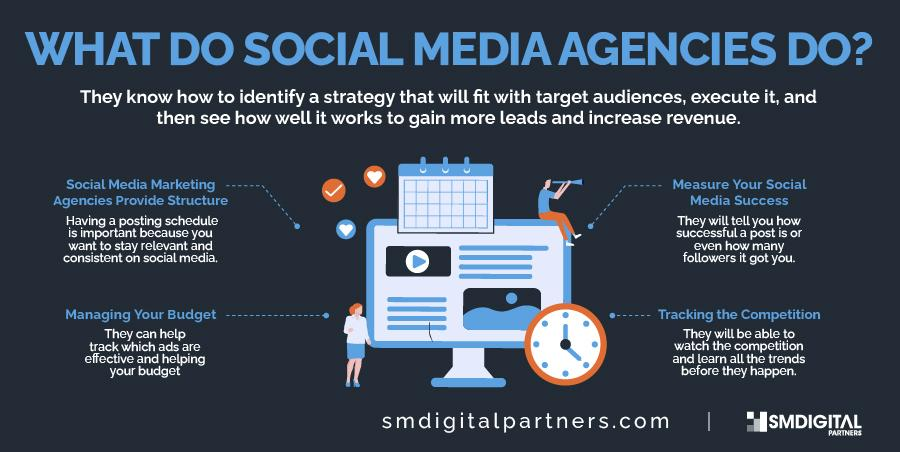 WHAT DO SOCIAL MEDIA AGENCIES DO?
They know how to identify a strategy that will fit with target audiences, execute it, and
then see how well it works to gain more leads and increase revenue.
Social Media Marketing
Agencies Provide Structure
Having a posting schedule
is important because you
want to stay relevant and
consistent on social media.
Managing Your Budget
They can help
track which ads are
effective and helping
your budget
Measure Your Social
Media Success
They will tell you how
successful a post is or
even how many
followers it got you.
Tracking the Competition
They will be able to
watch the competition
and learn all the trends
before they happen.
smdigitalpartners.com
SMDIGITAL
PARTNERS